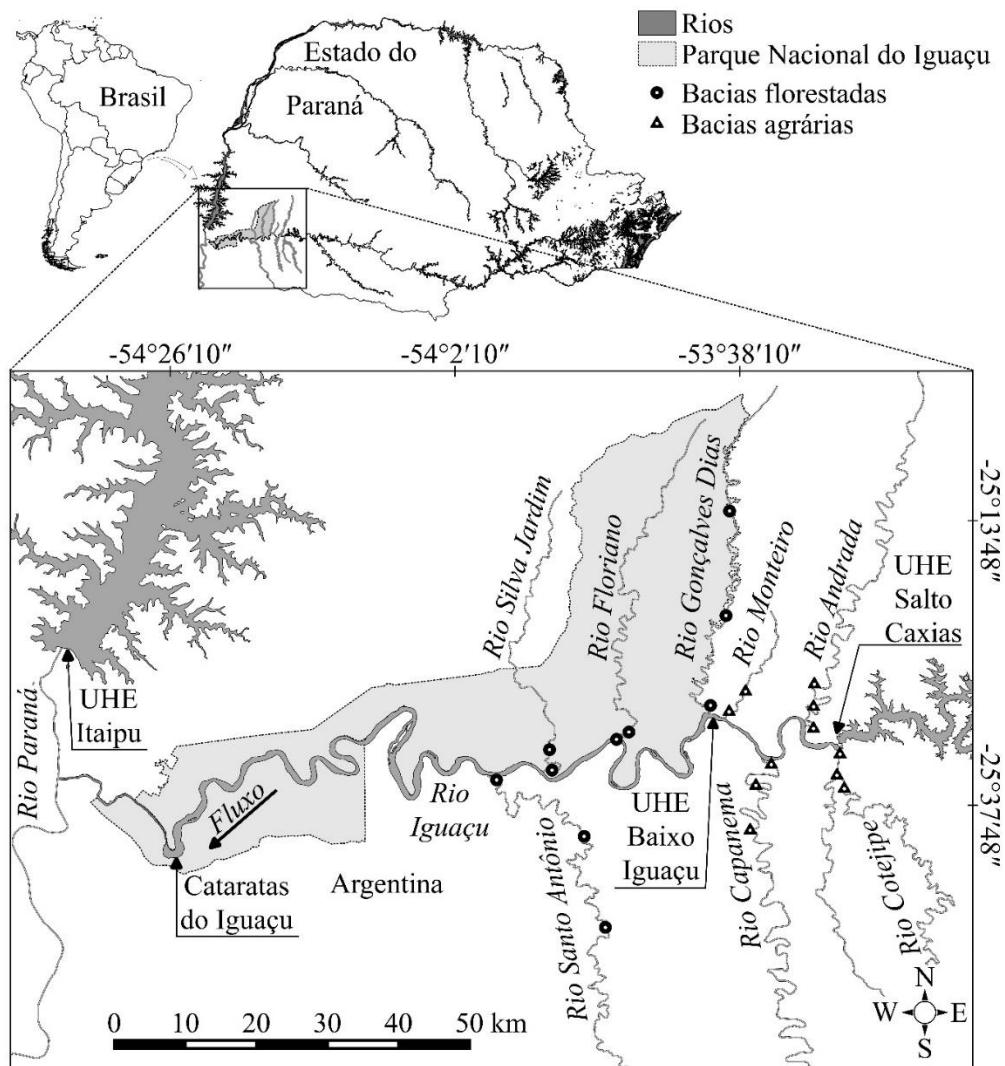 Brasil
Estado do
Paraná
Rios
Parque Nacional do Iguaçu
Bacias florestadas
Bacias agrárias
-54°26′10″
-54°2′10″
-53°38′10″
-25°13′48″
-25°37′48″
Rio Silva Jardim
Rio Floriano
Rio Gonçalves Dias
Rio Monteiro
Rio Andrada
UHE
Salto
Caxias
Rio Paraná
UHE
Itaipu
Fluxo
Rio
Iguaçu
Cataratas
do Iguaçu
Argentina
Rio Santo Antônio
UHE
Baixo
Iguaçu
Rio Capanema
Rio Cotejipe
N
W
E
S
0 10 20 30 40 50 km